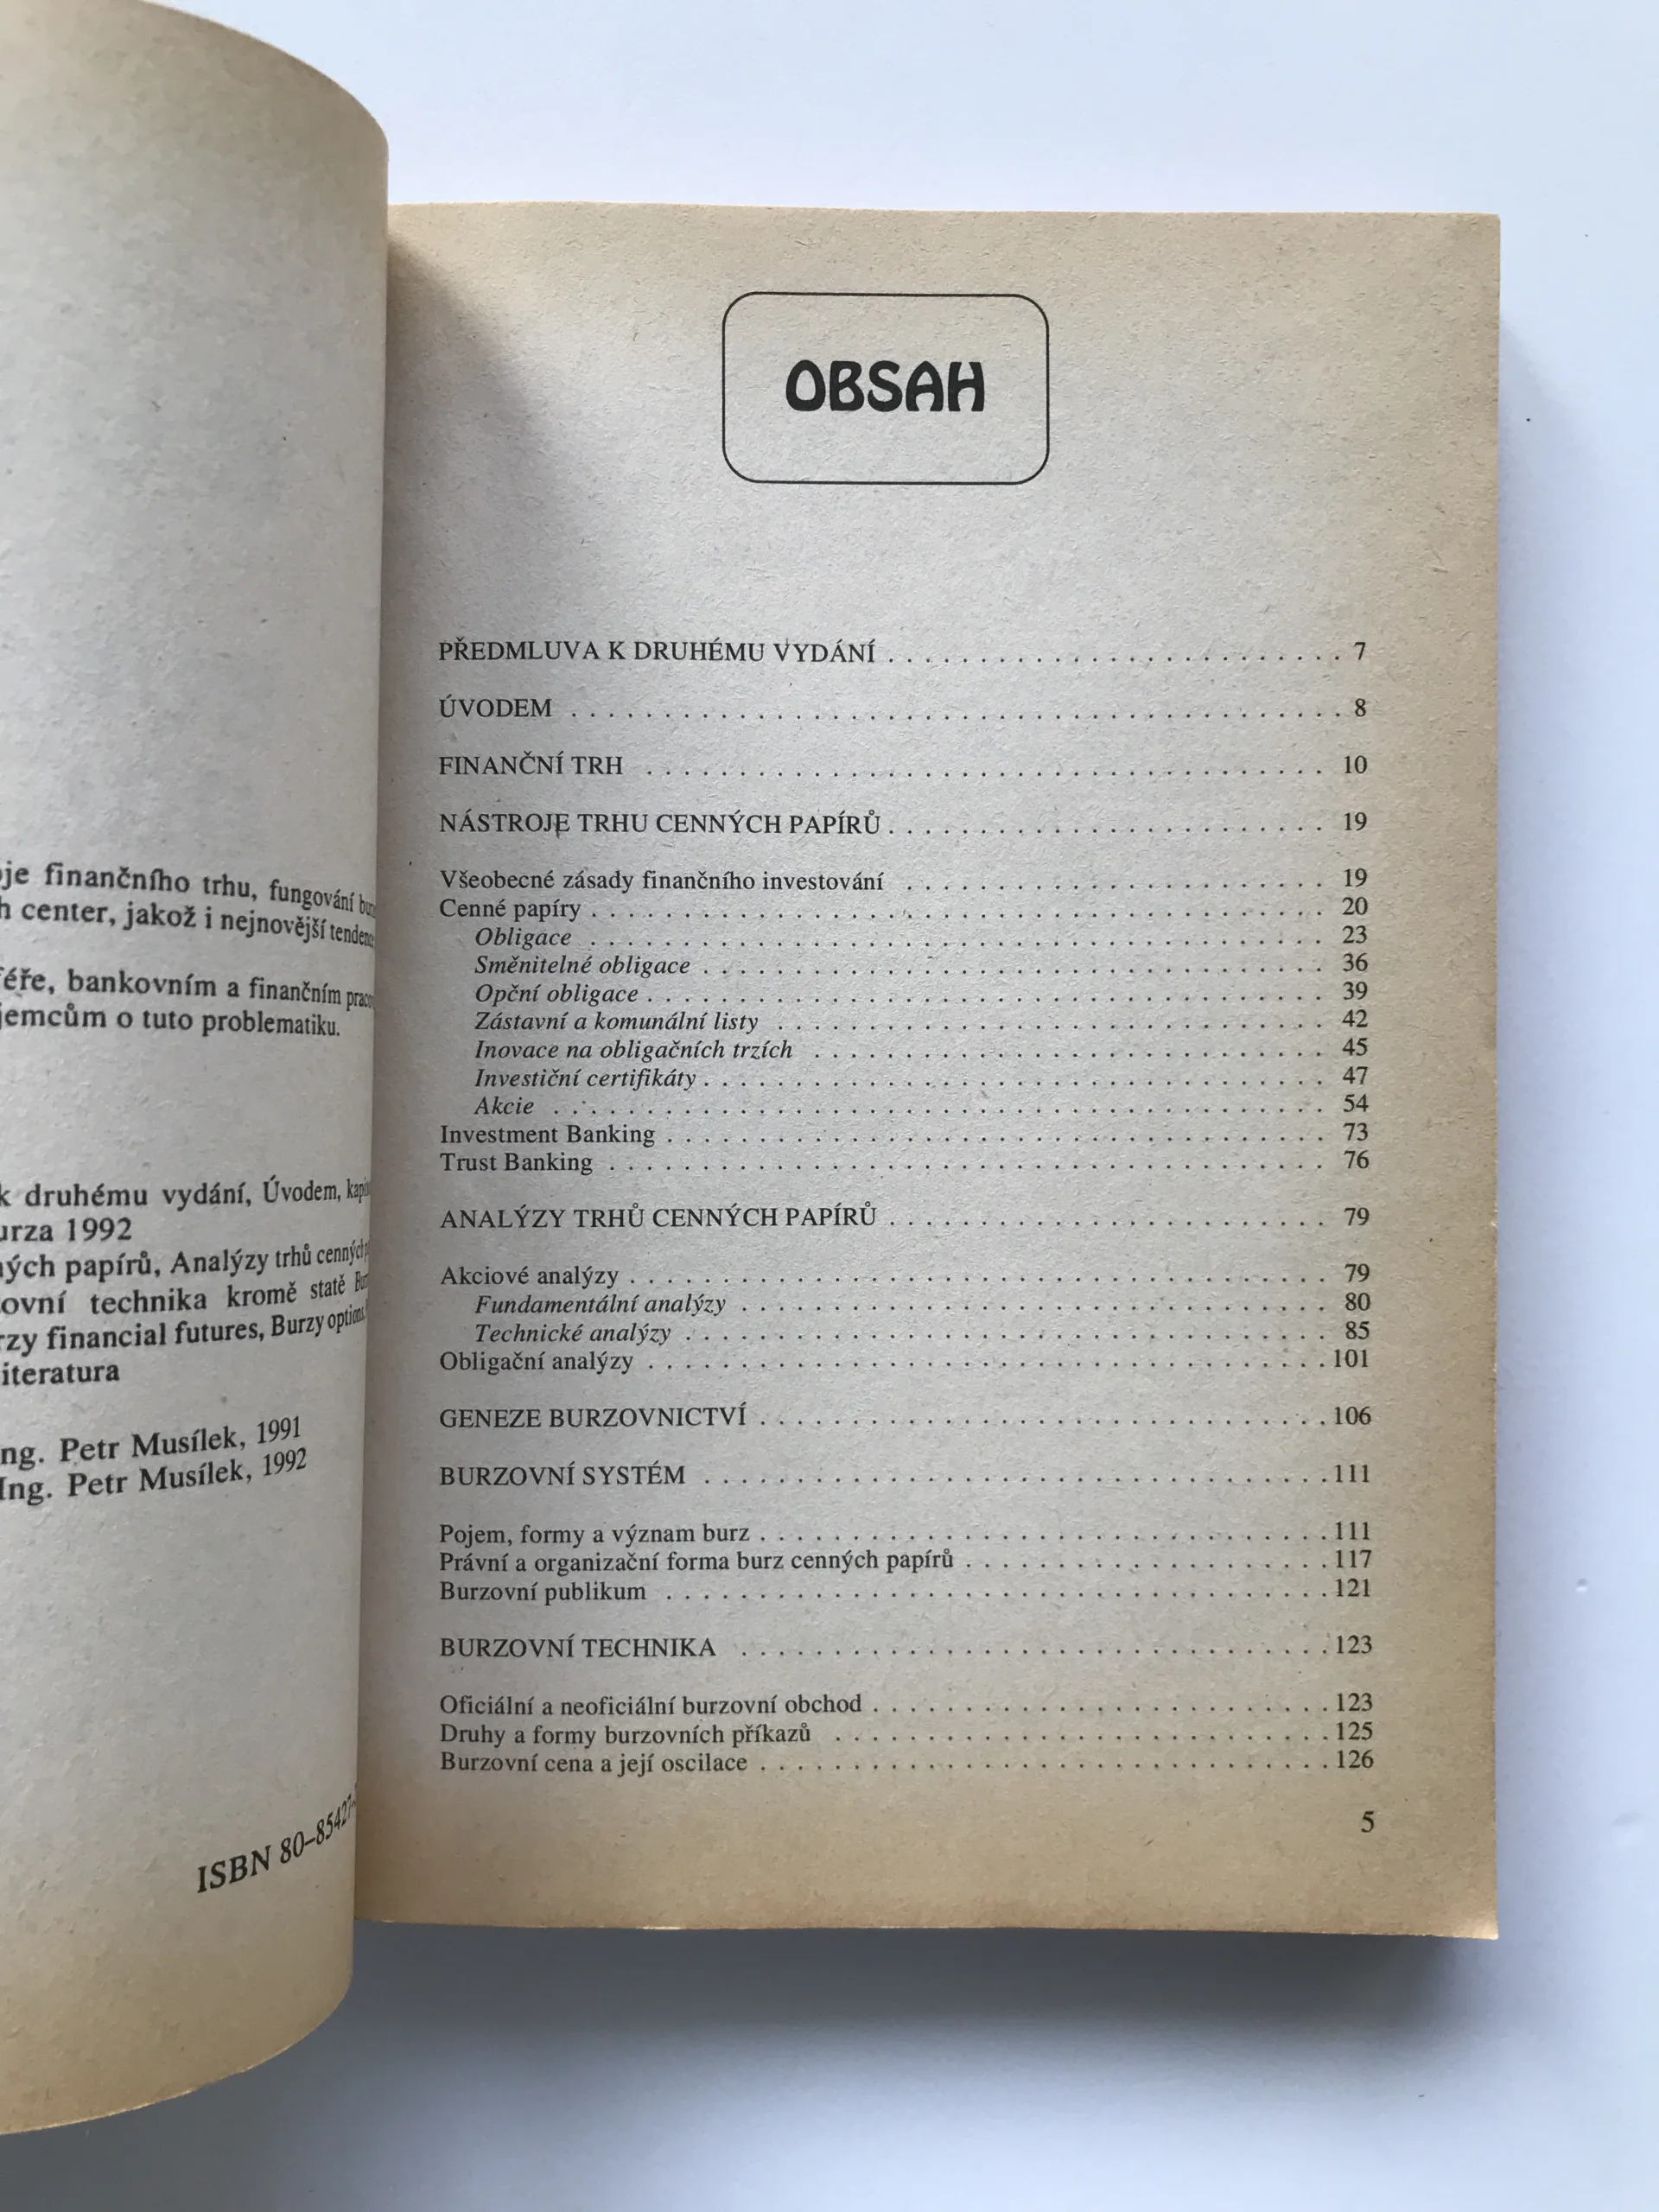 je finančního trhu, fungování
h center, jakož i nejnovější
éře, bankovním a finančním
jemcům o tuto problematiku.
k druhému vydání, Úvodem,
urza 1992
ých papírů, Analýzy trhů cenných
ovní technika kromě statě
rzy financial futures, Burzy
iteratura
ng. Petr Musílek, 1991
Ing. Petr Musílek, 1992
ISBN 80–85427–
OBSAH
PŘEDMLUVA K DRUHÉMU VYDÁNÍ . . . . . . . . . . . . . . . . . . . . . . . . . 7
ÚVODEM . . . . . . . . . . . . . . . . . . . . . . . . . . . . . . . . . . . . . . . . . . 8
FINANČNÍ TRH . . . . . . . . . . . . . . . . . . . . . . . . . . . . . . . . . . . . . 10
NÁSTROJE TRHU CENNÝCH PAPÍRŮ . . . . . . . . . . . . . . . . . . . . . . . . 19
Všeobecné zásady finančního investování . . . . . . . . . . . . . . . . . . . . . . . 19
Cenné papíry . . . . . . . . . . . . . . . . . . . . . . . . . . . . . . . . . . . . . . . . 20
Obligace . . . . . . . . . . . . . . . . . . . . . . . . . . . . . . . . . . . . . . . . 23
Směnitelné obligace . . . . . . . . . . . . . . . . . . . . . . . . . . . . . . . . . . 36
Opční obligace . . . . . . . . . . . . . . . . . . . . . . . . . . . . . . . . . . . . . 39
Zástavní a komunální listy . . . . . . . . . . . . . . . . . . . . . . . . . . . . . . 42
Inovace na obligačních trzích . . . . . . . . . . . . . . . . . . . . . . . . . . . . 45
Investiční certifikáty . . . . . . . . . . . . . . . . . . . . . . . . . . . . . . . . . . 47
Akcie . . . . . . . . . . . . . . . . . . . . . . . . . . . . . . . . . . . . . . . . . . 54
Investment Banking . . . . . . . . . . . . . . . . . . . . . . . . . . . . . . . . . . . . 73
Trust Banking . . . . . . . . . . . . . . . . . . . . . . . . . . . . . . . . . . . . . . . 76
ANALÝZY TRHŮ CENNÝCH PAPÍRŮ . . . . . . . . . . . . . . . . . . . . . . . . 79
Akciové analýzy . . . . . . . . . . . . . . . . . . . . . . . . . . . . . . . . . . . . . . 79
Fundamentální analýzy . . . . . . . . . . . . . . . . . . . . . . . . . . . . . . . . 80
Technické analýzy . . . . . . . . . . . . . . . . . . . . . . . . . . . . . . . . . . . 85
Obligační analýzy . . . . . . . . . . . . . . . . . . . . . . . . . . . . . . . . . . . . . 101
GENEZE BURZOVNICTVÍ . . . . . . . . . . . . . . . . . . . . . . . . . . . . . . . 106
BURZOVNÍ SYSTÉM . . . . . . . . . . . . . . . . . . . . . . . . . . . . . . . . . . 111
Pojem, formy a význam burz . . . . . . . . . . . . . . . . . . . . . . . . . . . . . . . 111
Právní a organizační forma burz cenných papírů . . . . . . . . . . . . . . . . . . . . 117
Burzovní publikum . . . . . . . . . . . . . . . . . . . . . . . . . . . . . . . . . . . . 121
BURZOVNÍ TECHNIKA . . . . . . . . . . . . . . . . . . . . . . . . . . . . . . . . 123
Oficiální a neoficiální burzovní obchod . . . . . . . . . . . . . . . . . . . . . . . . . 123
Druhy a formy burzovních příkazů . . . . . . . . . . . . . . . . . . . . . . . . . . . 125
Burzovní cena a její oscilace . . . . . . . . . . . . . . . . . . . . . . . . . . . . . . . 126
5